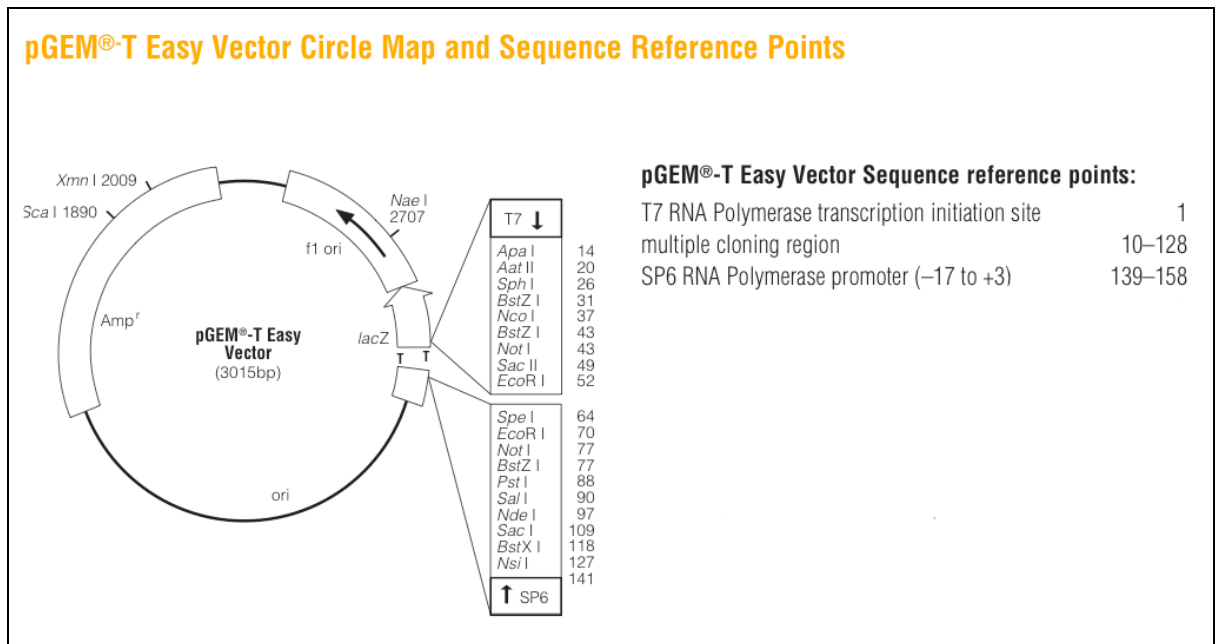 pGEM®-T Easy Vector Circle Map and Sequence Reference Points
Xmn I 2009
Sca I 1890
Nae I
2707
f1 ori
Amp r
pGEM®-T Easy
Vector
(3015bp)
lacZ
T T
ori
T7 ↓
Apa I 14
Aat II 20
Sph I 26
BstZ I 31
Nco I 37
BstZ I 43
Not I 43
Sac II 49
EcoR I 52
Spe I 64
EcoR I 70
Not I 77
BstZ I 77
Pst I 88
Sal I 90
Nde I 97
Sac I 109
BstX I 118
Nsi I 127
141
↑ SP6
pGEM®-T Easy Vector Sequence reference points:
T7 RNA Polymerase transcription initiation site 1
multiple cloning region 10–128
SP6 RNA Polymerase promoter (–17 to +3) 139–158